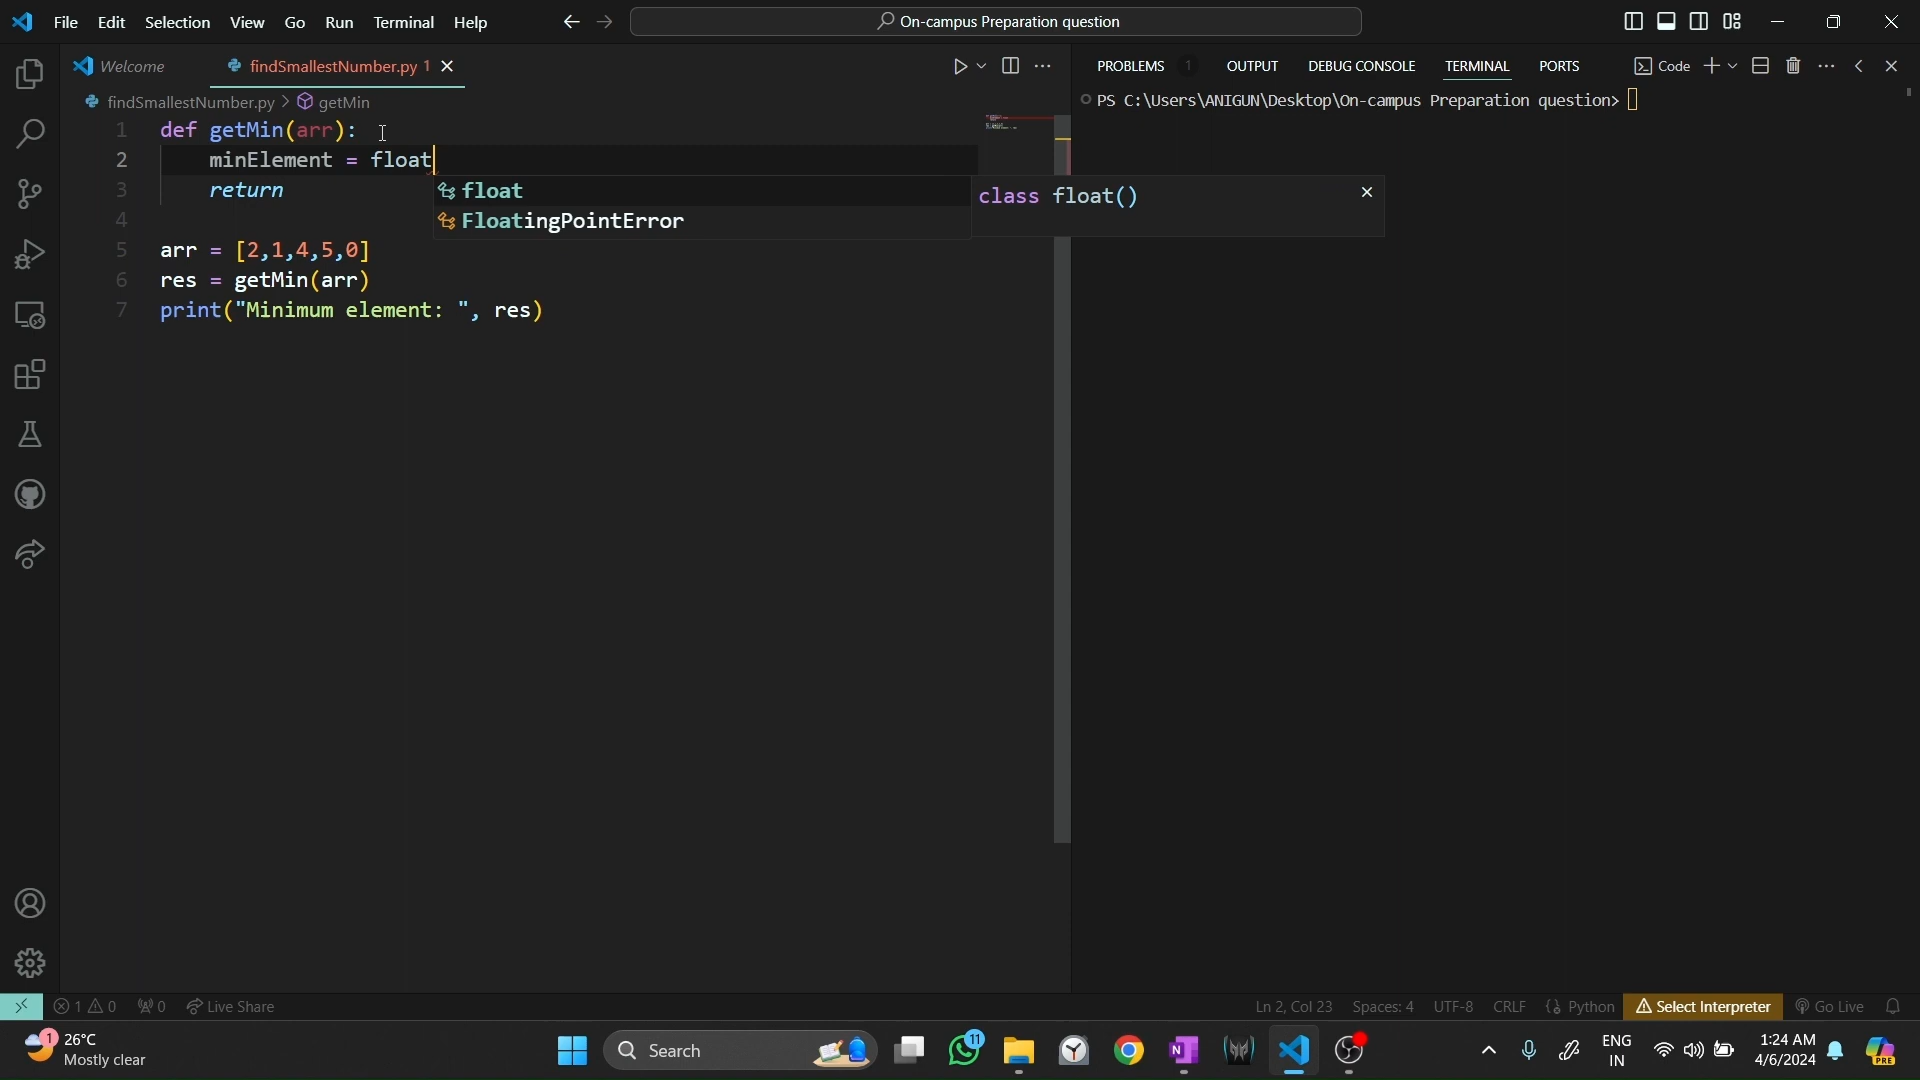 File Edit Selection View Go Run Terminal Help
On-campus Preparation question
Welcome
findSmallestNumber.py 1
PROBLEMS 1 OUTPUT DEBUG CONSOLE TERMINAL PORTS
Code
findSmallestNumber.py > getMin
PS C:\Users\ANIGUN\Desktop\On-campus Preparation question>
1 def getMin(arr):
2 minElement = float
3 return
float
class float()
FloatingPointError
4
5 arr = [2,1,4,5,0]
6 res = getMin(arr)
7 print("Minimum element: ", res)
1 0 0 Live Share
Ln 2, Col 23 Spaces: 4 UTF-8 CRLF Python Select Interpreter Go Live
1 26°C
Mostly clear
Search
11
N
ENG
IN
1:24 AM
4/6/2024
PRE